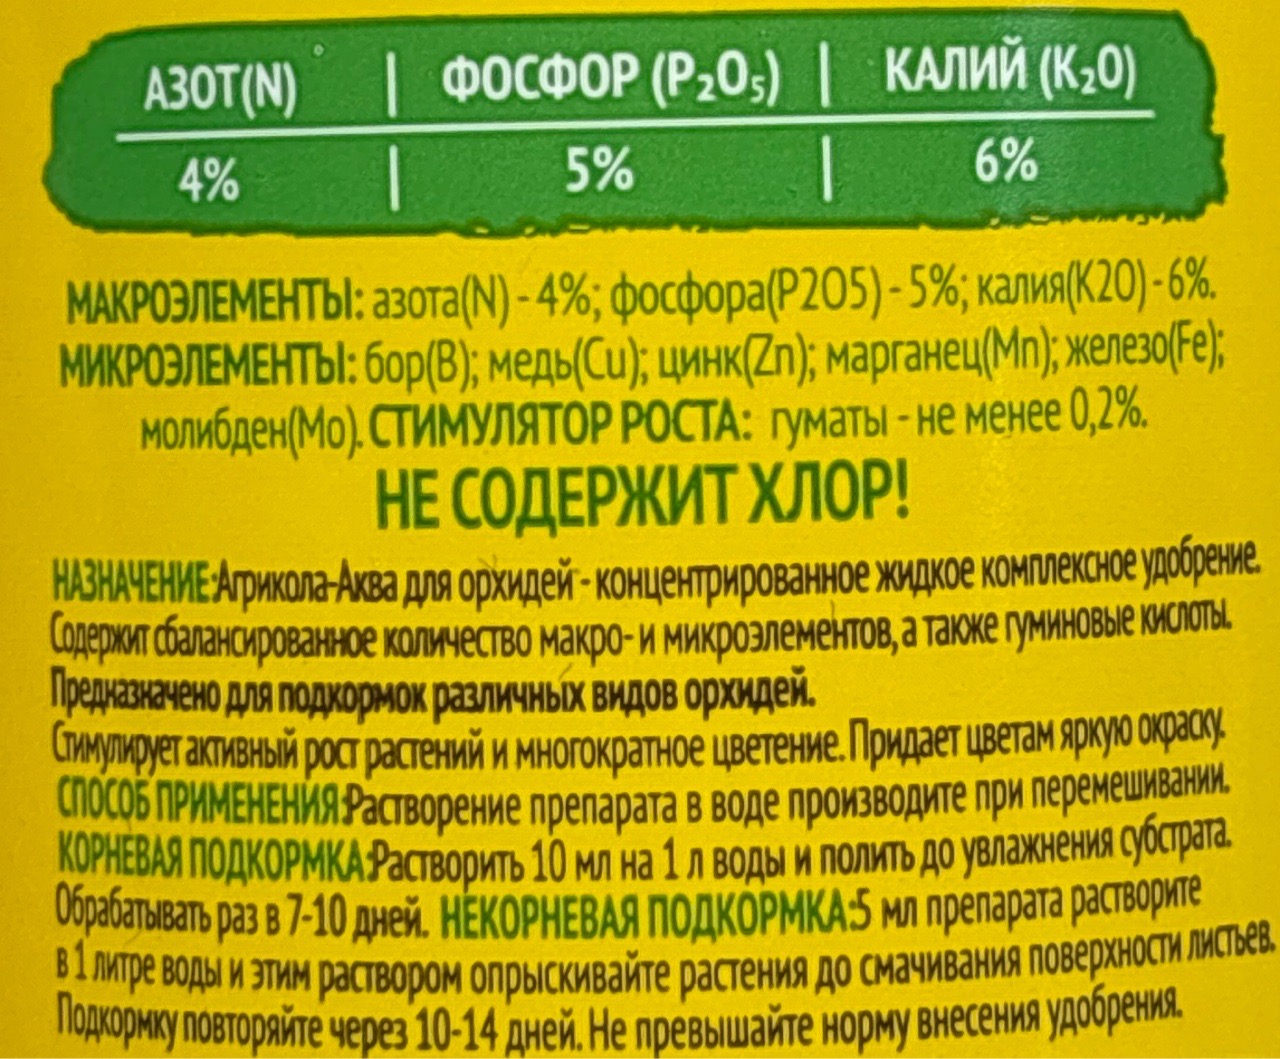 АЗОТ(N) | ФОСФОР (P₂O₅) | КАЛИЙ (K₂O)
4% | 5% | 6%
МАКРОЭЛЕМЕНТЫ: азота(N) - 4%; фосфора(P2O5) - 5%; калия(K2O) - 6%.
МИКРОЭЛЕМЕНТЫ: бор(B); медь(Cu); цинк(Zn); марганец(Mn); железо(Fe);
молибден(Mo). СТИМУЛЯТОР РОСТА: гуматы - не менее 0,2%.
НЕ СОДЕРЖИТ ХЛОР!
НАЗНАЧЕНИЕ:Агрикола-Аква для орхидей - концентрированное жидкое комплексное удобрение.
Содержит сбалансированное количество макро- и микроэлементов, а также гуминовые кислоты.
Предназначено для подкормок различных видов орхидей.
Стимулирует активный рост растений и многократное цветение. Придает цветам яркую окраску.
СПОСОБ ПРИМЕНЕНИЯ:Растворение препарата в воде производите при перемешивании.
КОРНЕВАЯ ПОДКОРМКА:Растворить 10 мл на 1 л воды и полить до увлажнения субстрата.
Обрабатывать раз в 7-10 дней. НЕКОРНЕВАЯ ПОДКОРМКА:5 мл препарата растворите
в 1 литре воды и этим раствором опрыскивайте растения до смачивания поверхности листьев.
Подкормку повторяйте через 10-14 дней. Не превышайте норму внесения удобрения.